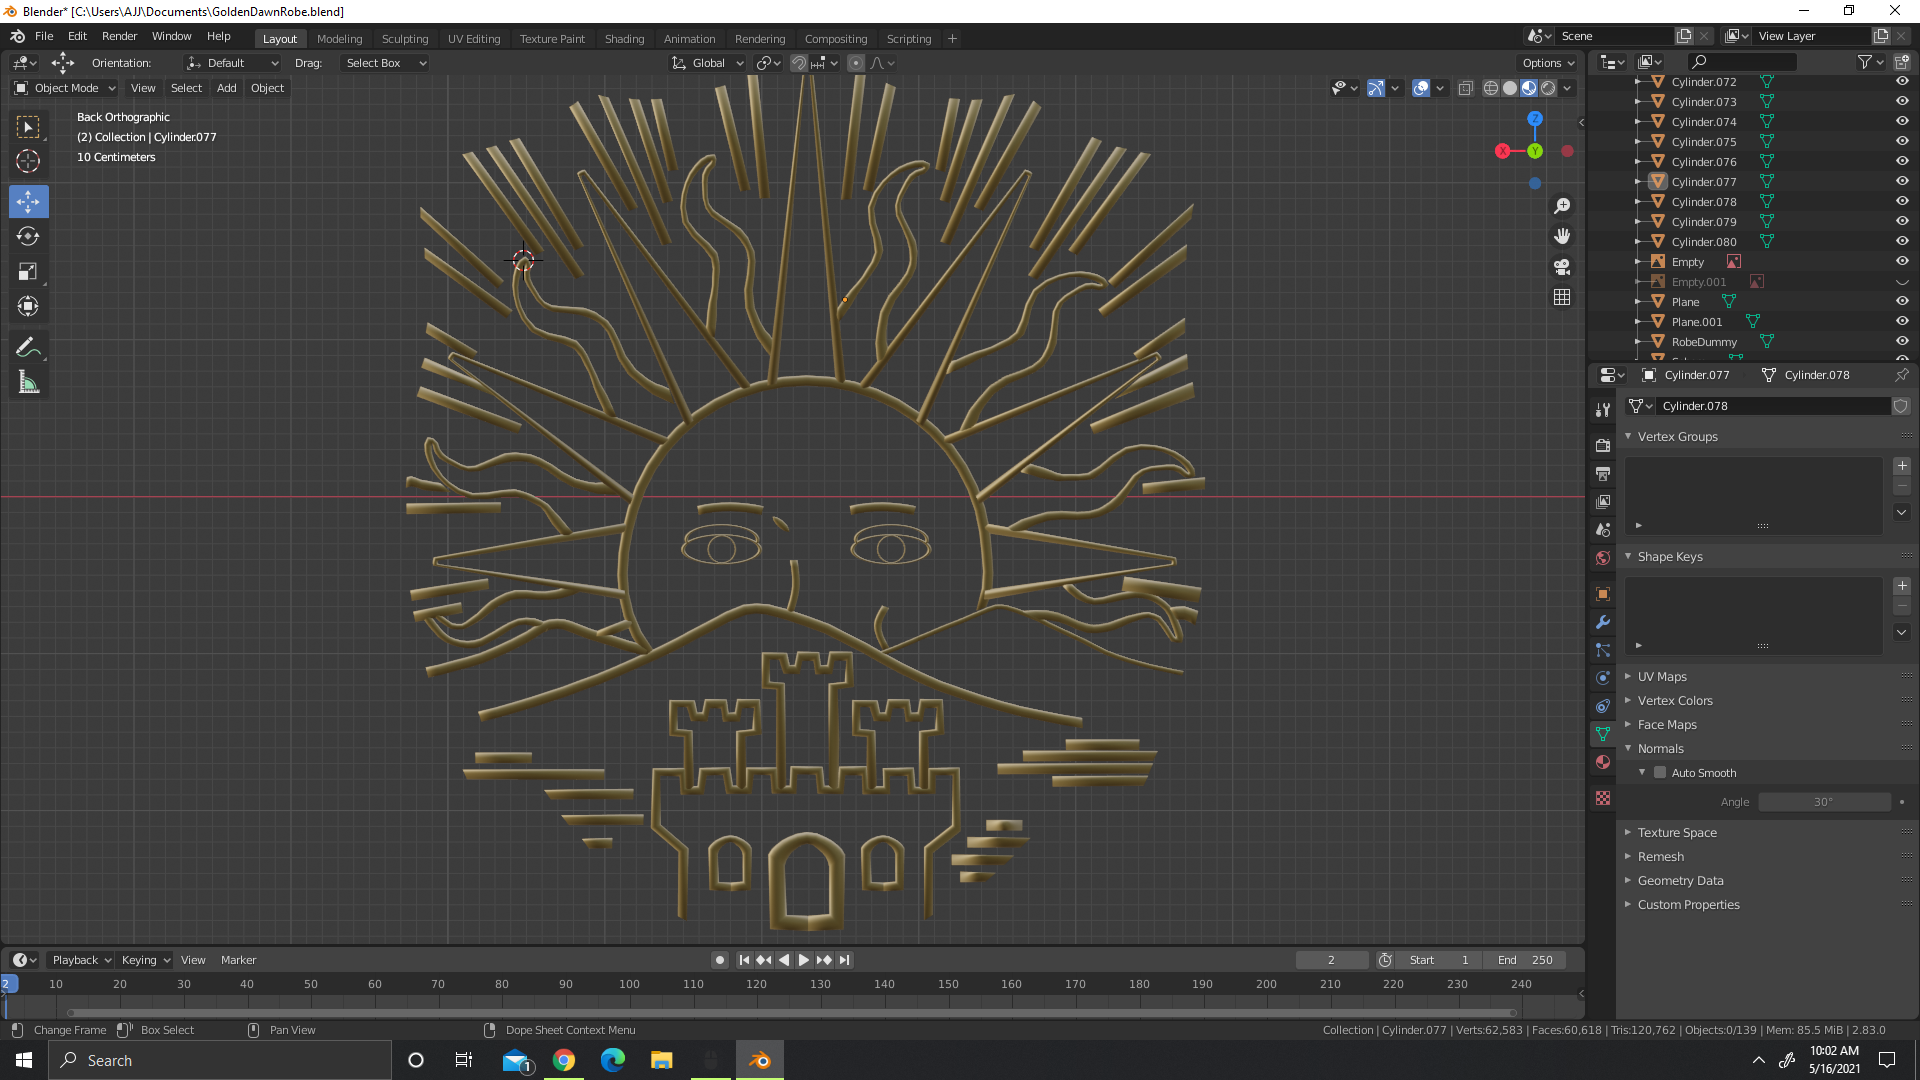 Blender* [C:\Users\AJJ\Documents\GoldenDawnRobe.blend]
File Edit Render Window Help Layout Modeling Sculpting UV Editing Texture Paint Shading Animation Rendering Compositing Scripting + Scene View Layer
Orientation: Default Drag: Select Box Global Options
Object Mode View Select Add Object
Back Orthographic
(2) Collection | Cylinder.077
10 Centimeters
Z
X
Y
Cylinder.072
Cylinder.073
Cylinder.074
Cylinder.075
Cylinder.076
Cylinder.077
Cylinder.078
Cylinder.079
Cylinder.080
Empty
Empty.001
Plane
Plane.001
RobeDummy
Cylinder.077 Cylinder.078
Cylinder.078
Vertex Groups
Shape Keys
UV Maps
Vertex Colors
Face Maps
Normals
Auto Smooth
Angle 30°
Texture Space
Remesh
Geometry Data
Custom Properties
Playback Keying View Marker 2 Start 1 End 250
2 10 20 30 40 50 60 70 80 90 100 110 120 130 140 150 160 170 180 190 200 210 220 230 240
Change Frame Box Select Pan View Dope Sheet Context Menu Collection | Cylinder.077 | Verts:62,583 | Faces:60,618 | Tris:120,762 | Objects:0/139 | Mem: 85.5 MiB | 2.83.0
Search 1 10:02 AM
5/16/2021